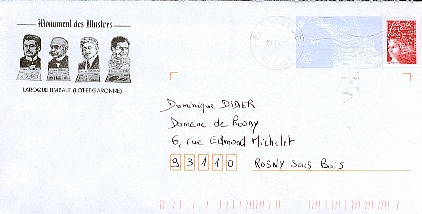 Monument des Illustres
LAROQUE TIMBAUT (LOT-ET-GARONNE)
Dominique DIDIER
Domaine de ROSNY
6, rue Edmond Michelet
93110 ROSNY SOUS BOIS